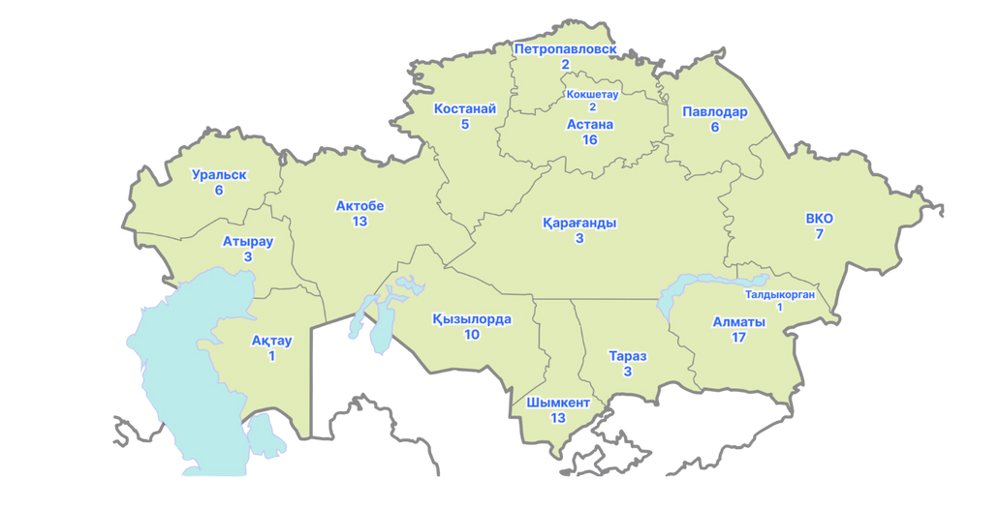 Петропавловск
2
Кокшетау
2
Костанай
5
Астана
16
Павлодар
6
Уральск
6
Актобе
13
Қарағанды
3
ВКО
7
Атырау
3
Талдыкорган
1
Қызылорда
10
Алматы
17
Ақтау
1
Тараз
3
Шымкент
13